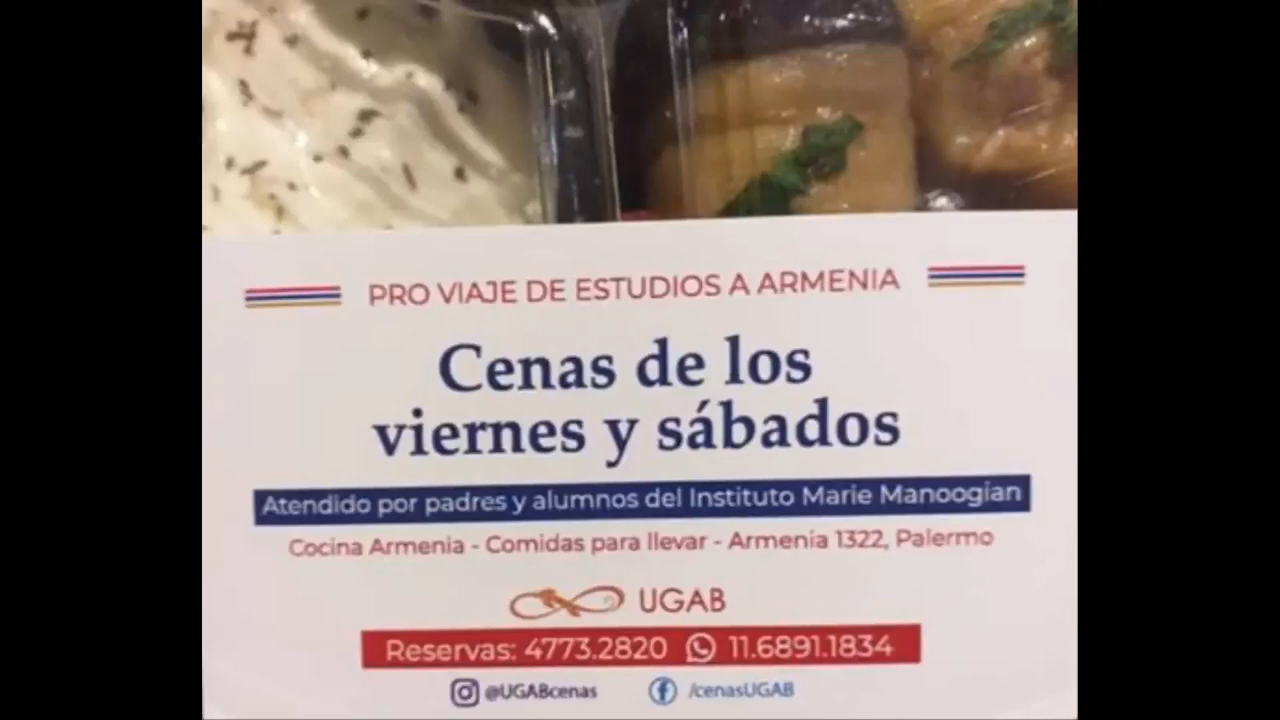 PRO VIAJE DE ESTUDIOS A ARMENIA
Cenas de los
viernes y sábados
Atendido por padres y alumnos del Instituto Marie Manoogian
Cocina Armenia - Comidas para llevar - Armenia 1322, Palermo
UGAB
Reservas: 4773.2820 11.6891.1834
@UGABcenas /cenasUGAB